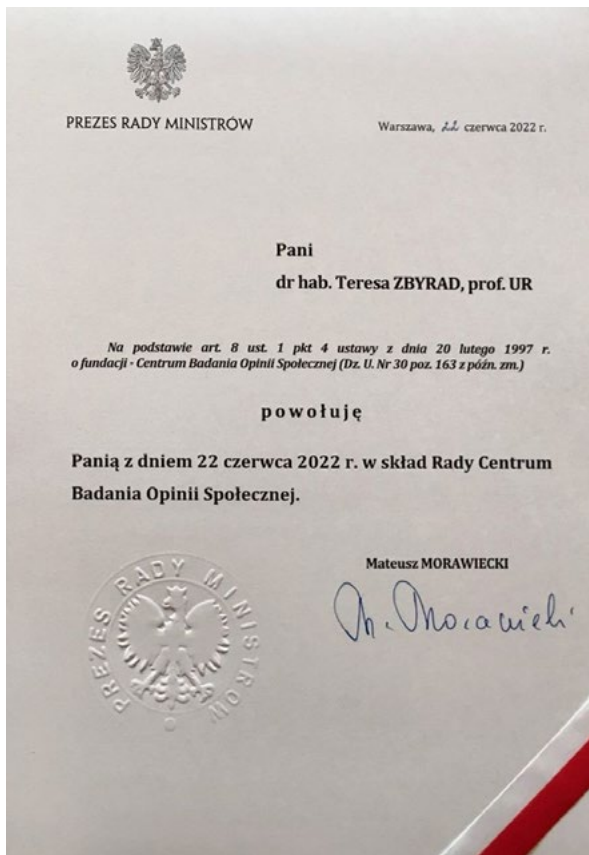 PREZES RADY MINISTRÓW
Warszawa, 22 czerwca 2022 r.
Pani
dr hab. Teresa ZBYRAD, prof. UR
Na podstawie art. 8 ust. 1 pkt 4 ustawy z dnia 20 lutego 1997 r.
o fundacji - Centrum Badania Opinii Społecznej (Dz. U. Nr 30 poz. 163 z późn. zm.)
powołuję
Panią z dniem 22 czerwca 2022 r. w skład Rady Centrum
Badania Opinii Społecznej.
Mateusz MORAWIECKI
M. Morawiecki
PREZES RADY MINISTRÓW